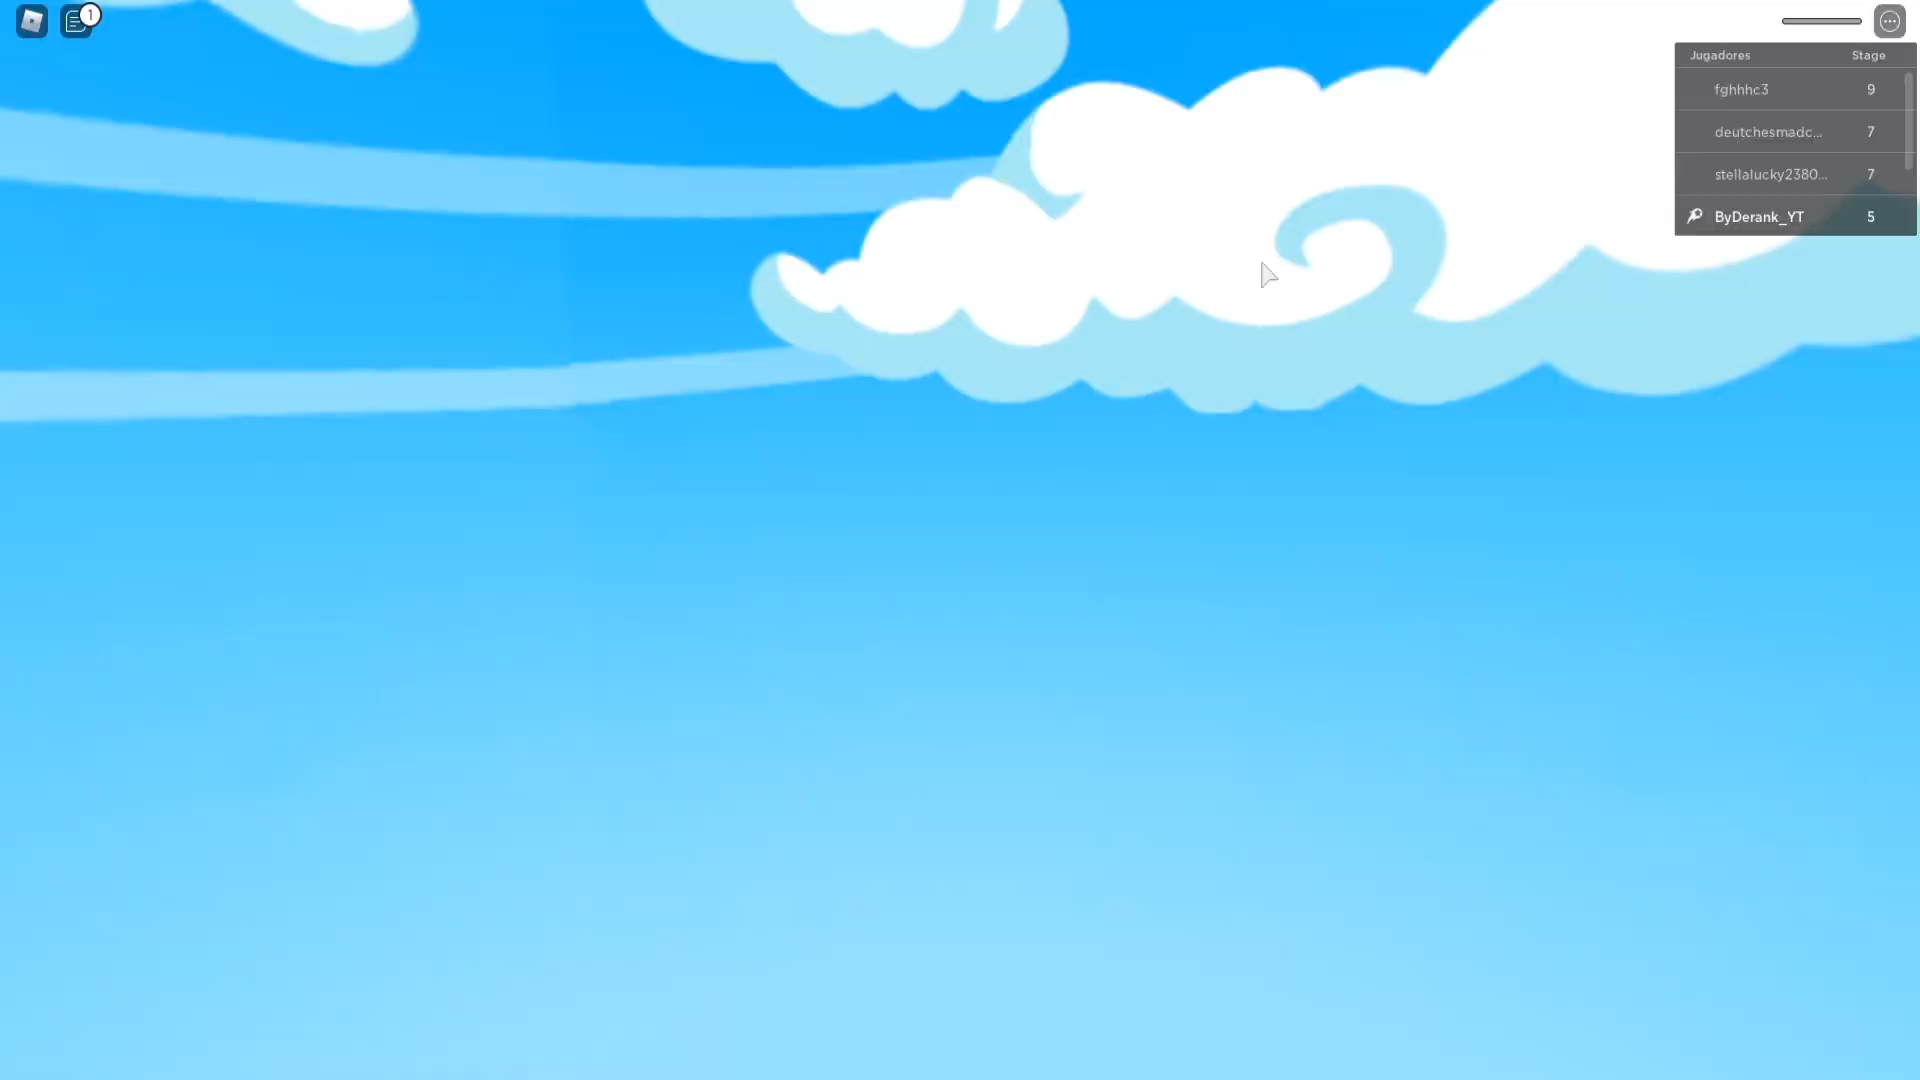 1
Jugadores Stage
fghhhc3 9
deutchesmadc... 7
stellalucky2380... 7
ByDerank_YT 5